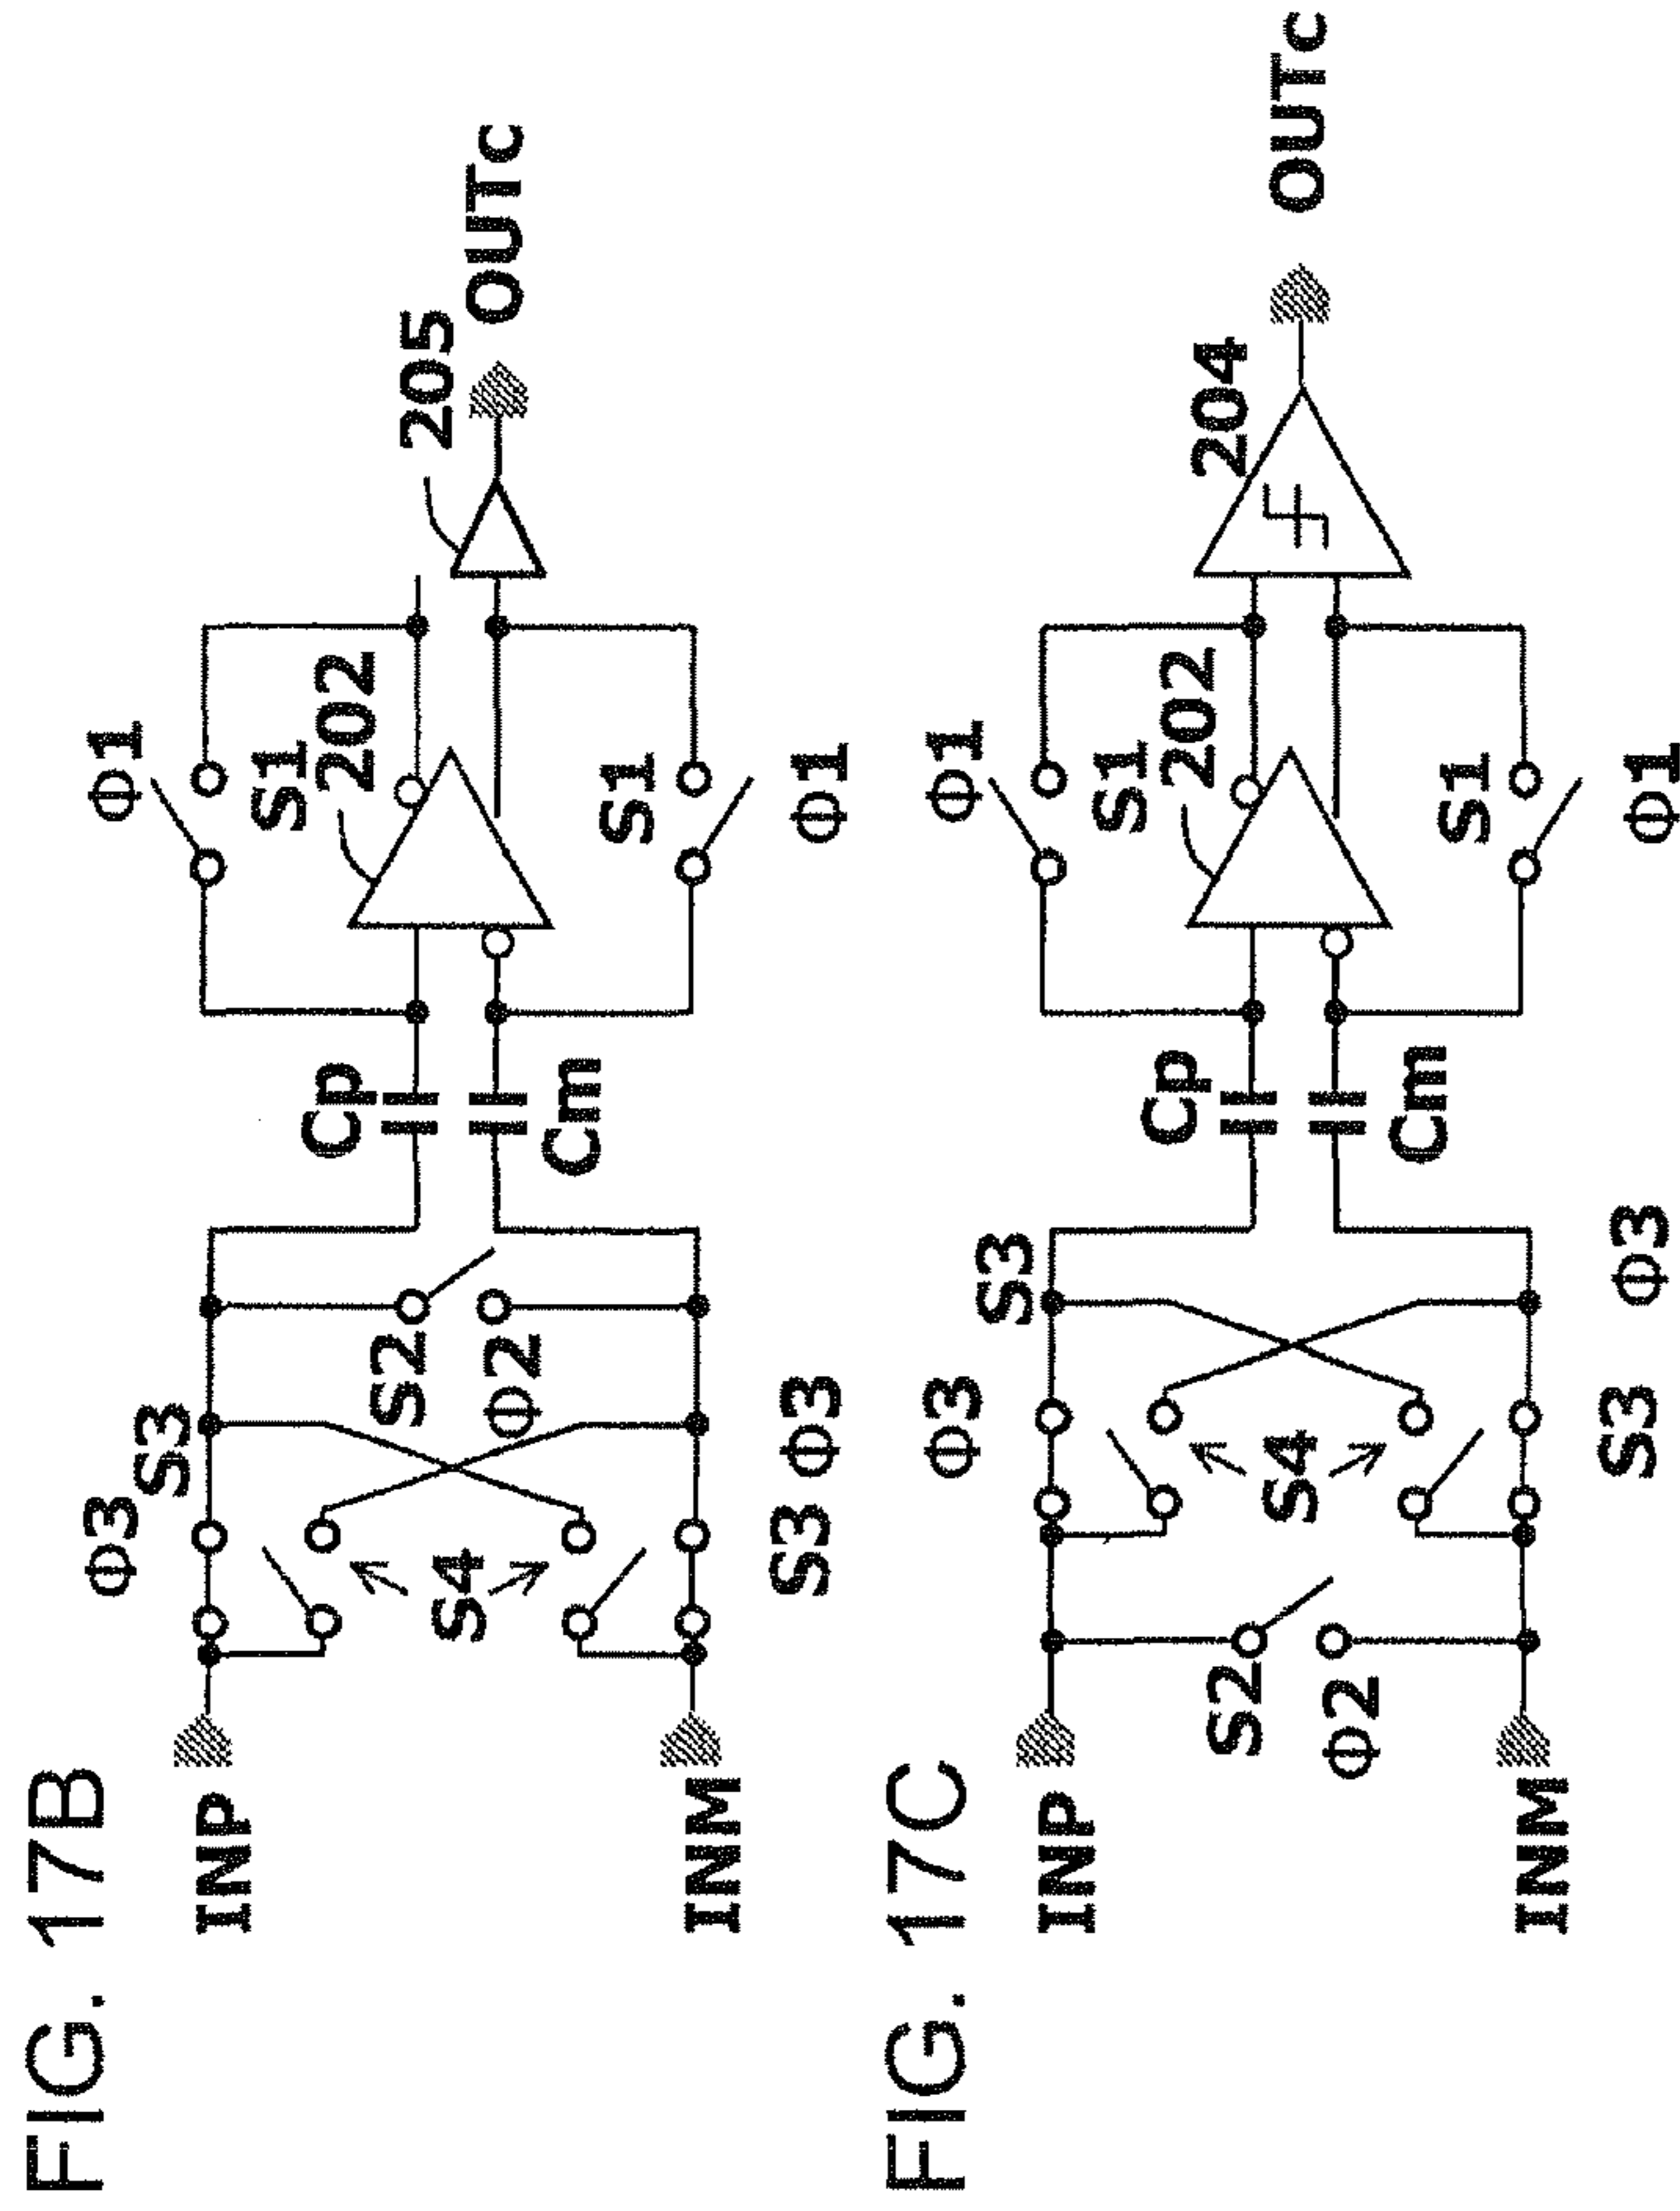 FIG. 17B
INP
Φ3
S3
S4
S2
Φ2
Cp
Cm
Φ1
S1
202
205
OUTc
S1
Φ1
INM
S3
Φ3
FIG. 17C
INP
Φ3
S3
S2
Φ2
S4
Cp
Cm
Φ1
S1
202
204
OUTc
S1
Φ1
INM
S3
Φ3